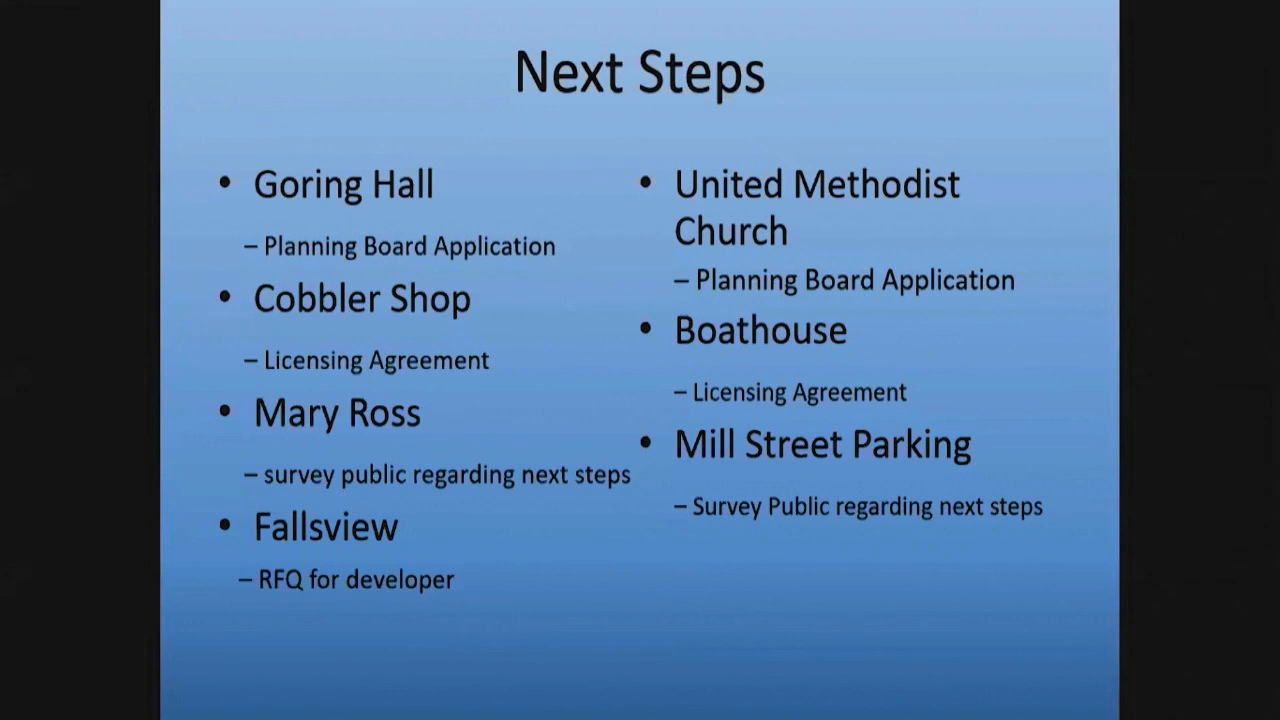 Next Steps
• Goring Hall
– Planning Board Application
• Cobbler Shop
– Licensing Agreement
• Mary Ross
– survey public regarding next steps
• Fallsview
– RFQ for developer
• United Methodist
Church
– Planning Board Application
• Boathouse
– Licensing Agreement
• Mill Street Parking
– Survey Public regarding next steps